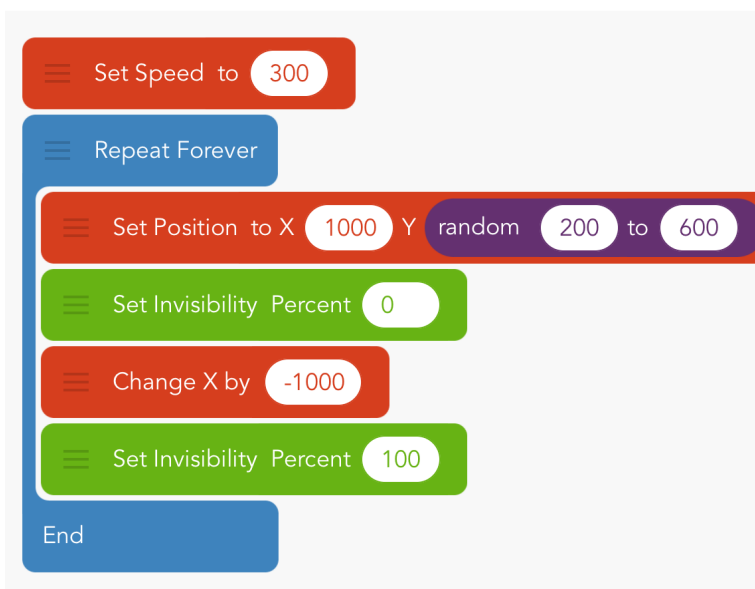 Set Speed to 300
Repeat Forever
Set Position to X 1000 Y random 200 to 600
Set Invisibility Percent 0
Change X by -1000
Set Invisibility Percent 100
End